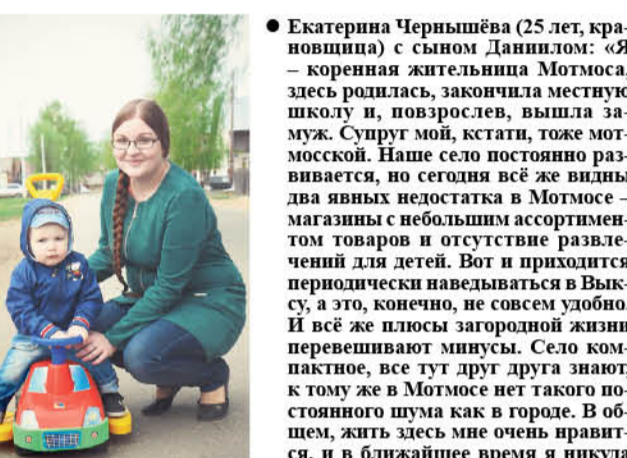 ● Екатерина Чернышёва (25 лет, кра-
новщица) с сыном Даниилом: «Я
– коренная жительница Мотмоса,
здесь родилась, закончила местную
школу и, повзрослев, вышла за-
муж. Супруг мой, кстати, тоже мот-
мосской. Наше село постоянно раз-
вивается, но сегодня всё же видны
два явных недостатка в Мотмосе –
магазины с небольшим ассортимен-
том товаров и отсутствие развле-
чений для детей. Вот и приходится
периодически наведываться в Вык-
су, а это, конечно, не совсем удобно.
И всё же плюсы загородной жизни
перевешивают минусы. Село ком-
пактное, все тут друг друга знают,
к тому же в Мотмосе нет такого по-
стоянного шума как в городе. В об-
щем, жить здесь мне очень нравит-
ся, и в ближайшее время я никуда